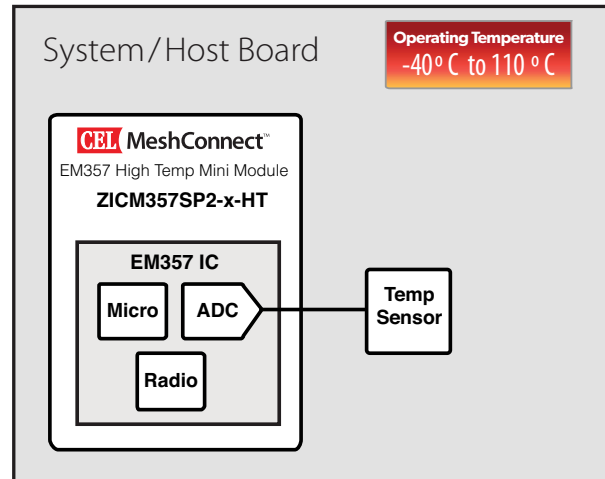 System/Host Board
Operating Temperature
-40º C to 110 º C
CEL MeshConnect™
EM357 High Temp Mini Module
ZICM357SP2-x-HT
EM357 IC
Micro
ADC
Radio
Temp
Sensor